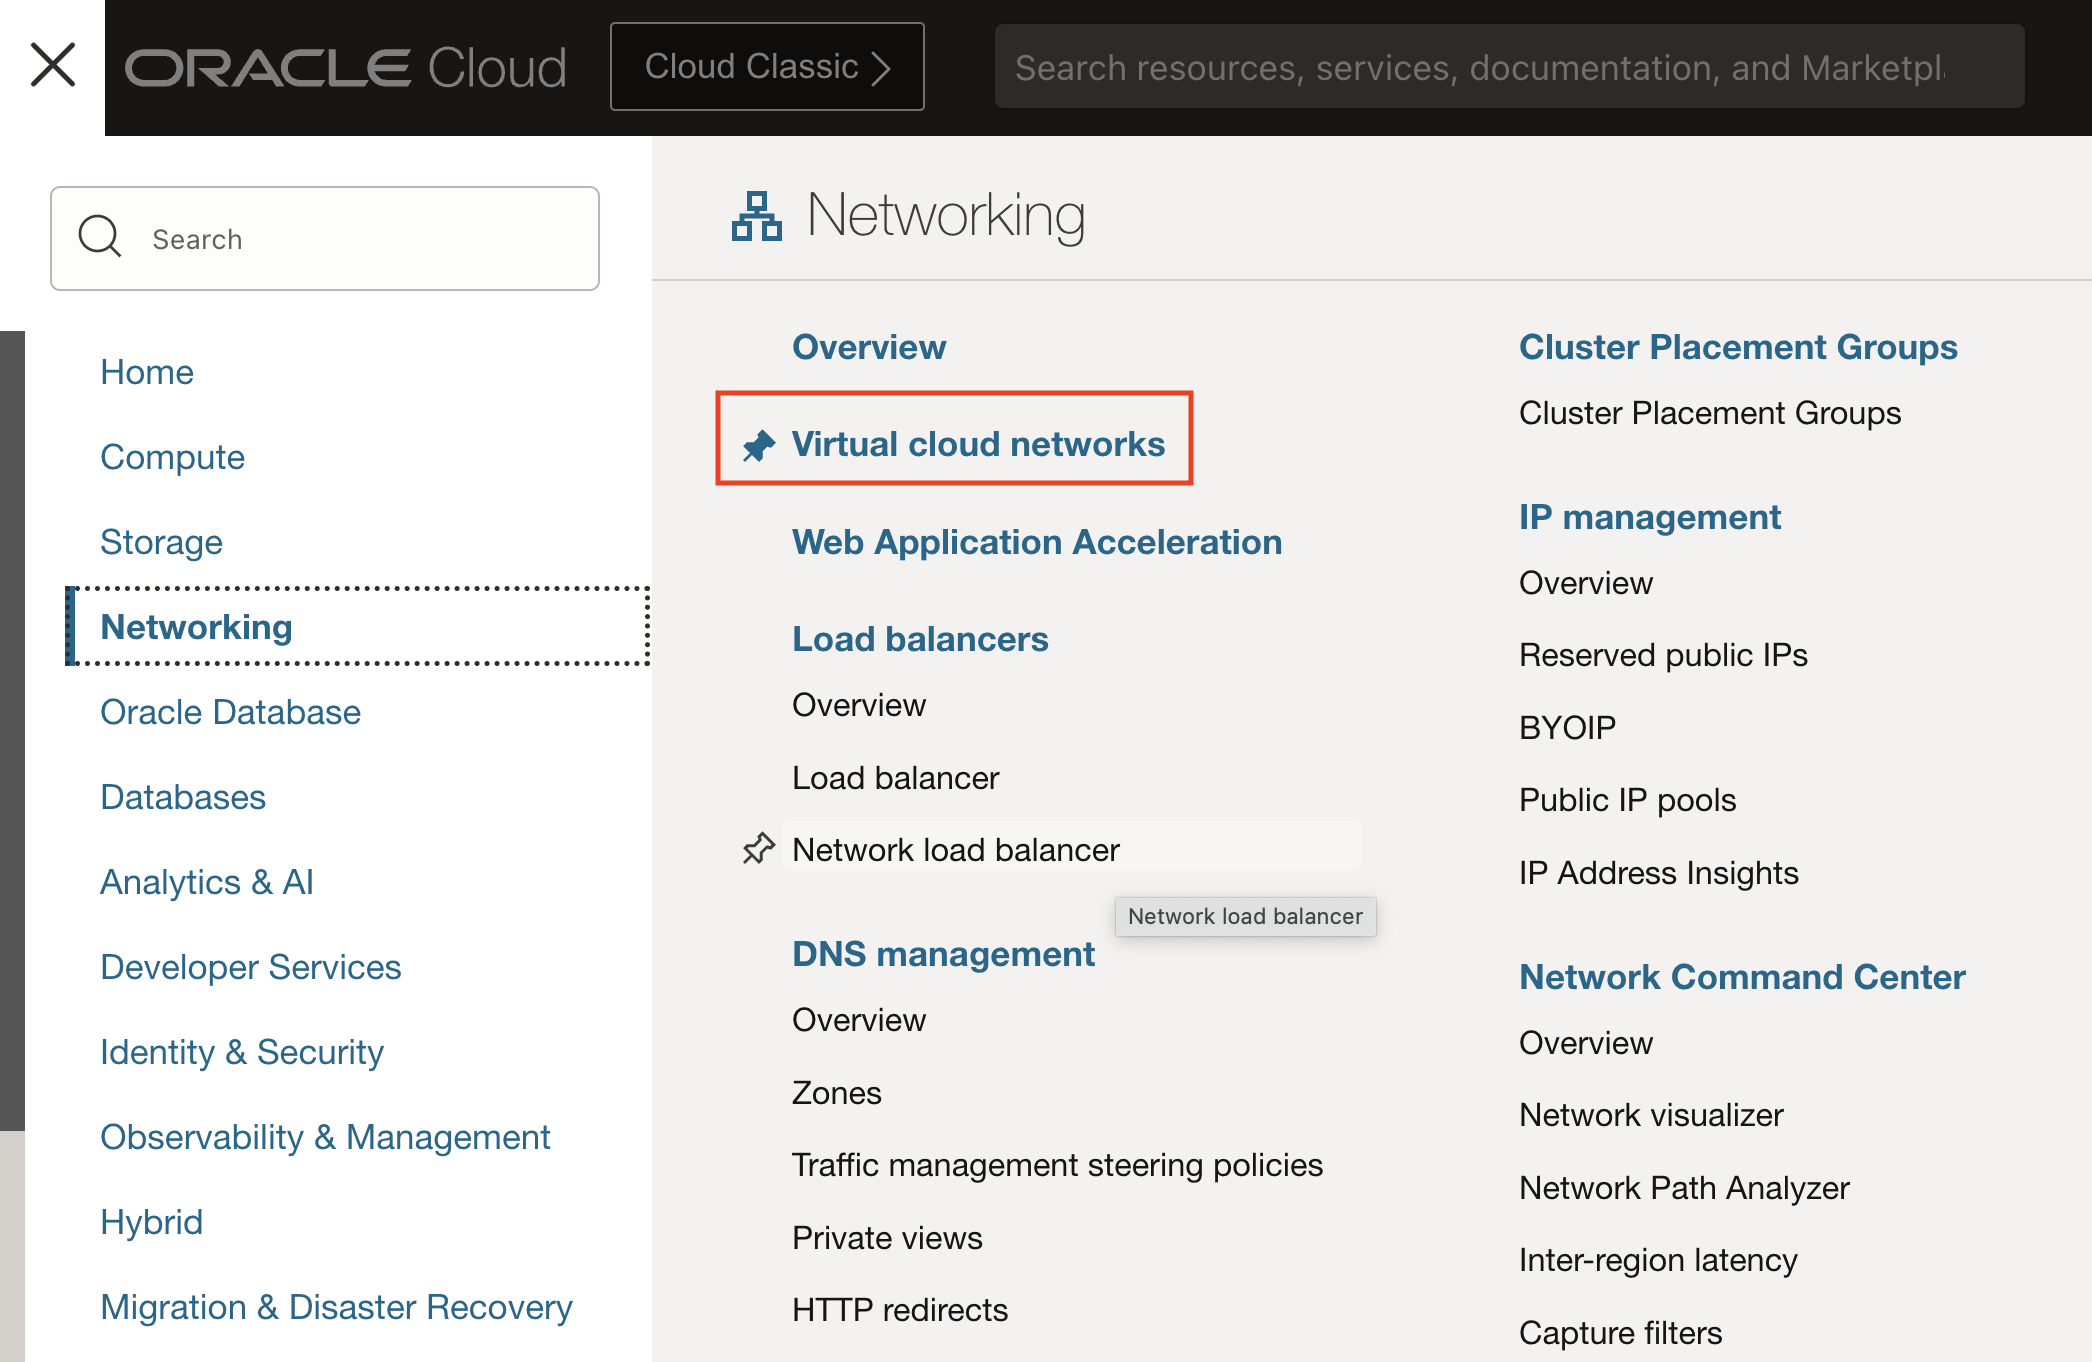 ORACLE Cloud
Cloud Classic
Search resources, services, documentation, and Marketpl
Search
Home
Compute
Storage
Networking
Oracle Database
Databases
Analytics & AI
Developer Services
Identity & Security
Observability & Management
Hybrid
Migration & Disaster Recovery
Networking
Overview
Virtual cloud networks
Web Application Acceleration
Load balancers
Overview
Load balancer
Network load balancer
Network load balancer
DNS management
Overview
Zones
Traffic management steering policies
Private views
HTTP redirects
Cluster Placement Groups
Cluster Placement Groups
IP management
Overview
Reserved public IPs
BYOIP
Public IP pools
IP Address Insights
Network Command Center
Overview
Network visualizer
Network Path Analyzer
Inter-region latency
Capture filters